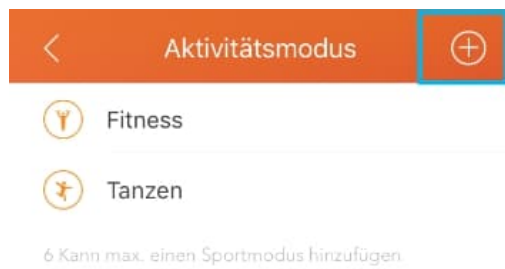 Aktivitätsmodus
Fitness
Tanzen
6 Kann max. einen Sportmodus hinzufügen